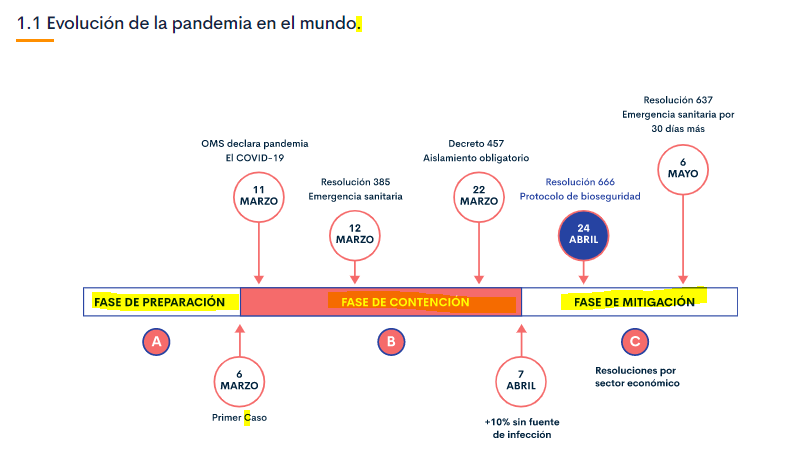 1.1 Evolución de la pandemia en el mundo.
Resolución 637
Emergencia sanitaria por
30 días más
OMS declara pandemia
El COVID-19
Decreto 457
Aislamiento obligatorio
6
MAYO
11
MARZO
Resolución 385
Emergencia sanitaria
22
MARZO
Resolución 666
Protocolo de bioseguridad
12
MARZO
24
ABRIL
FASE DE PREPARACIÓN
FASE DE CONTENCIÓN
FASE DE MITIGACIÓN
A
B
C
6
MARZO
7
ABRIL
Resoluciones por
sector económico
Primer Caso
+10% sin fuente
de infección